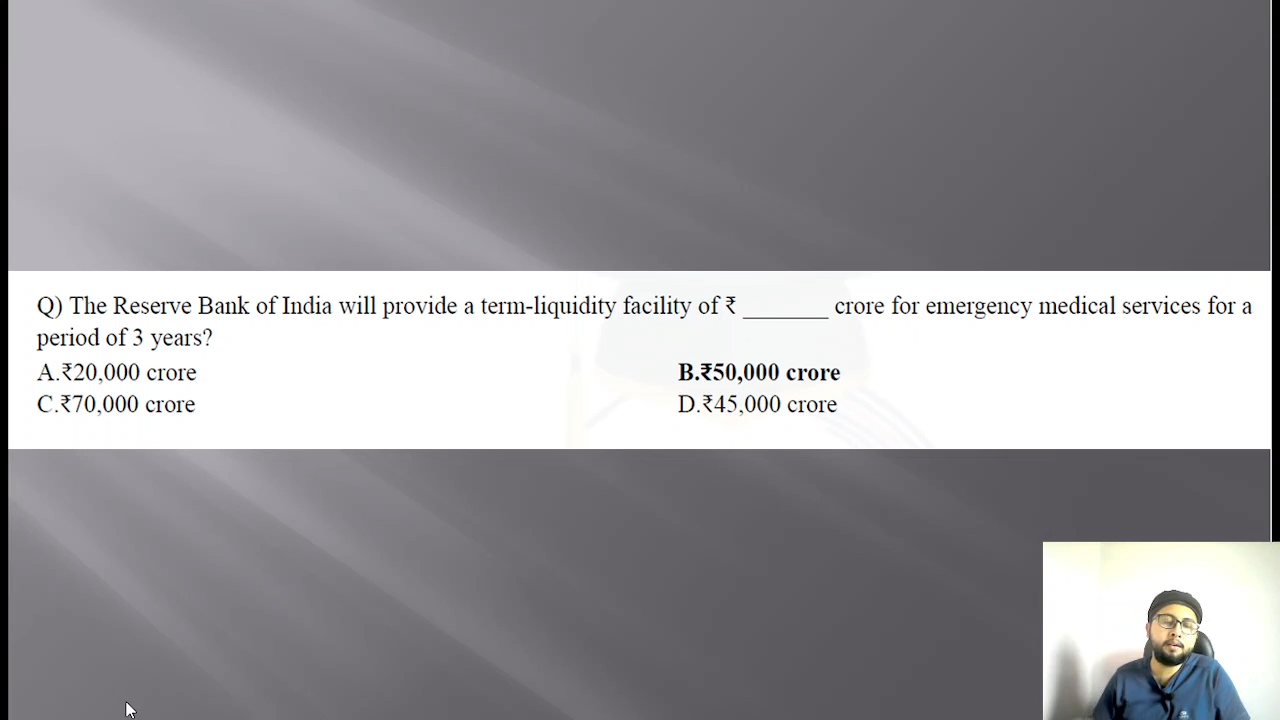 Q) The Reserve Bank of India will provide a term-liquidity facility of ₹ _______ crore for emergency medical services for a
period of 3 years?
A.₹20,000 crore B.₹50,000 crore
C.₹70,000 crore D.₹45,000 crore